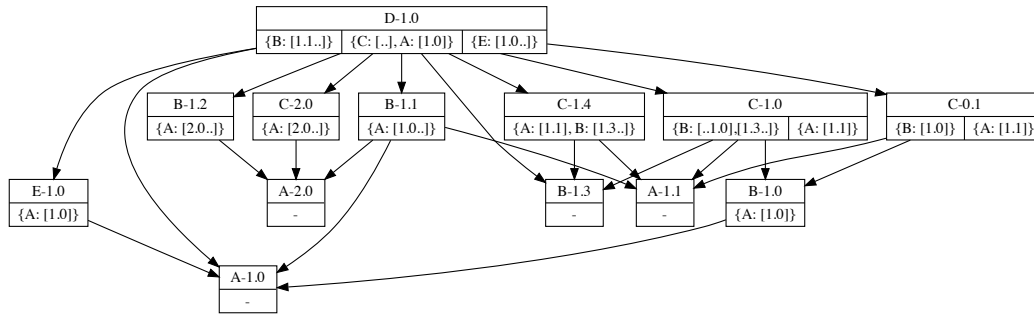 D-1.0
{B: [1.1..]} {C: [..], A: [1.0]} {E: [1.0..]}
B-1.2 C-2.0 B-1.1 C-1.4 C-1.0 C-0.1
{A: [2.0..]} {A: [2.0..]} {A: [1.0..]} {A: [1.1], B: [1.3..]} {B: [..1.0],[1.3..]} {A: [1.1]} {B: [1.0]} {A: [1.1]}
E-1.0 A-2.0 B-1.3 A-1.1 B-1.0
{A: [1.0]} - - - {A: [1.0]}
A-1.0
-